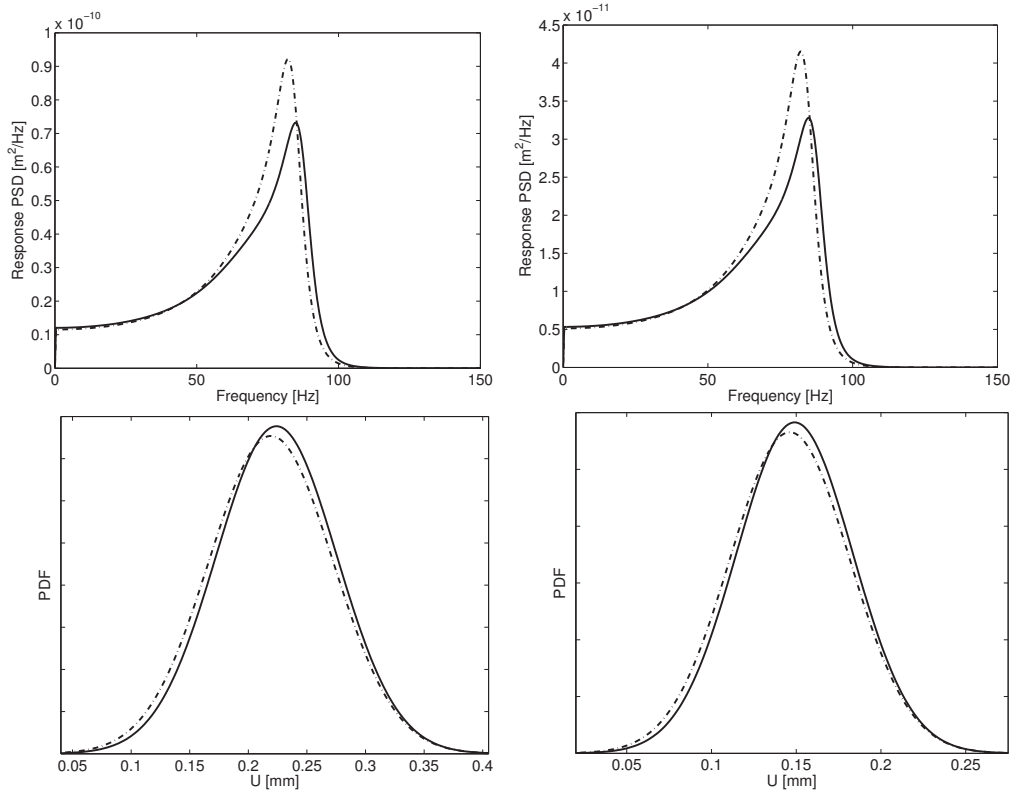 x 10⁻¹⁰
1
0.9
0.8
0.7
0.6
0.5
0.4
0.3
0.2
0.1
0
Response PSD [m²/Hz]
0 50 100 150
Frequency [Hz]
x 10⁻¹¹
4.5
4
3.5
3
2.5
2
1.5
1
0.5
0
Response PSD [m²/Hz]
0 50 100 150
Frequency [Hz]
PDF
0.05 0.1 0.15 0.2 0.25 0.3 0.35 0.4
U [mm]
PDF
0.05 0.1 0.15 0.2 0.25
U [mm]